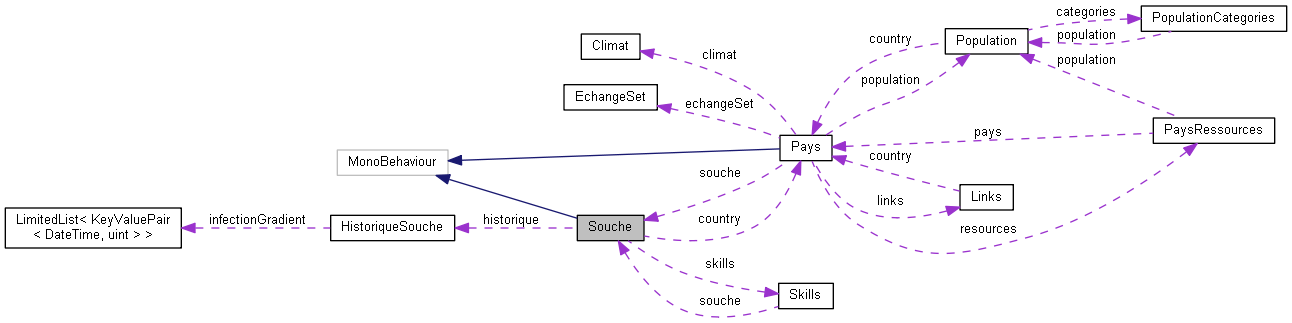 categories
PopulationCategories
population
Population
population
country
Climat
climat
population
EchangeSet
echangeSet
PaysRessources
pays
Pays
MonoBehaviour
country
souche
links
Links
LimitedList< KeyValuePair
< DateTime, uint > >
infectionGradient
HistoriqueSouche
historique
Souche
country
resources
skills
Skills
souche